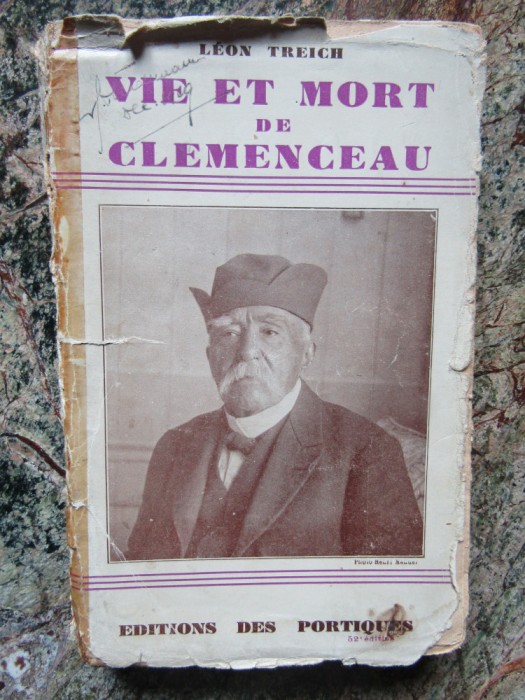 LÉON TREICH
VIE ET MORT
DE
CLEMENCEAU
EDITIONS DES PORTIQUES